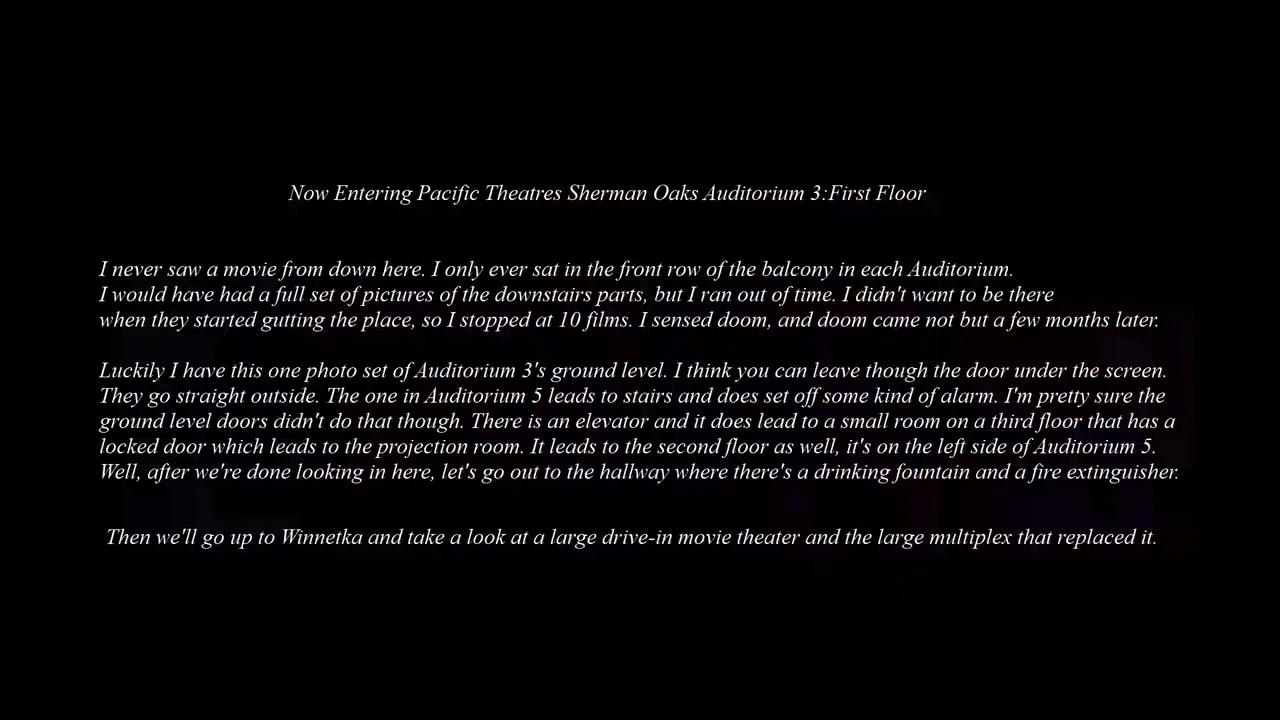 Now Entering Pacific Theatres Sherman Oaks Auditorium 3:First Floor
I never saw a movie from down here. I only ever sat in the front row of the balcony in each Auditorium.
I would have had a full set of pictures of the downstairs parts, but I ran out of time. I didn't want to be there
when they started gutting the place, so I stopped at 10 films. I sensed doom, and doom came not but a few months later.
Luckily I have this one photo set of Auditorium 3's ground level. I think you can leave though the door under the screen.
They go straight outside. The one in Auditorium 5 leads to stairs and does set off some kind of alarm. I'm pretty sure the
ground level doors didn't do that though. There is an elevator and it does lead to a small room on a third floor that has a
locked door which leads to the projection room. It leads to the second floor as well, it's on the left side of Auditorium 5.
Well, after we're done looking in here, let's go out to the hallway where there's a drinking fountain and a fire extinguisher.
Then we'll go up to Winnetka and take a look at a large drive-in movie theater and the large multiplex that replaced it.